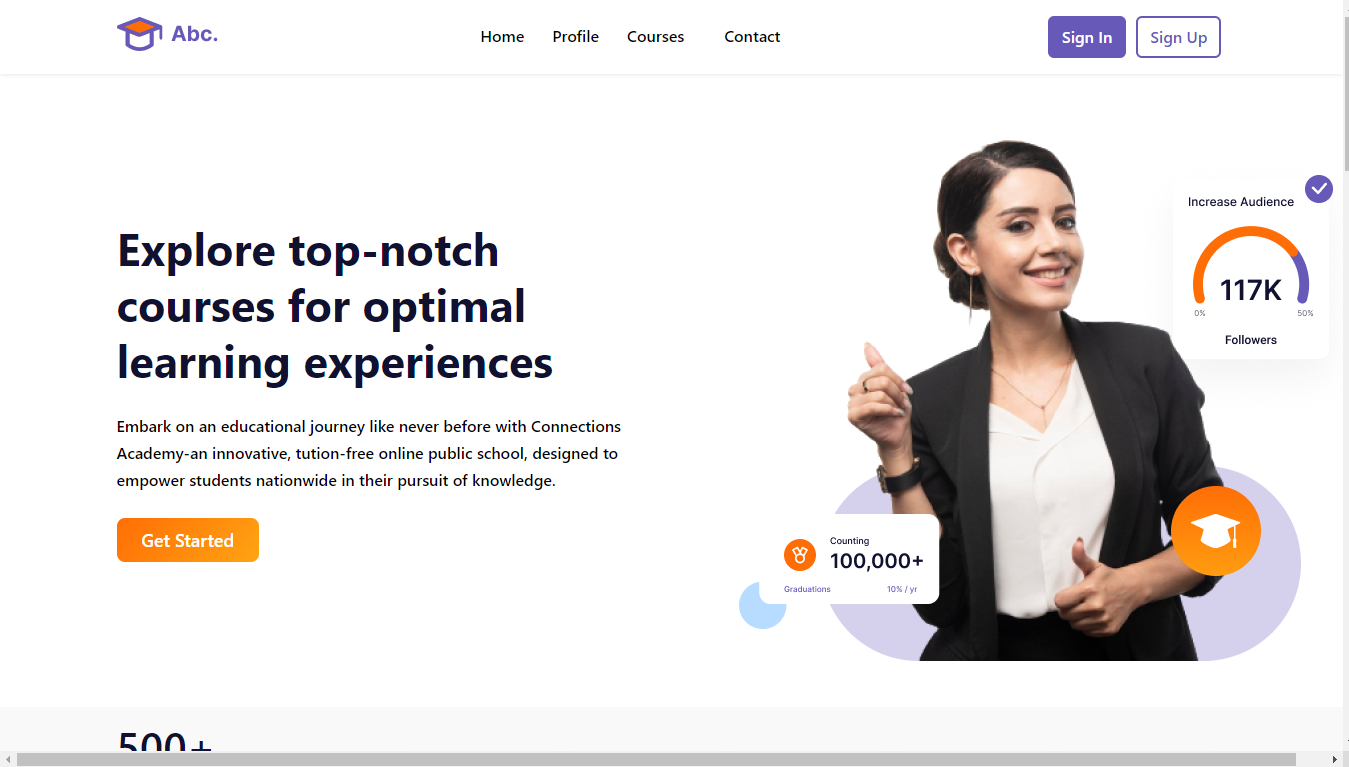 Abc.
Home Profile Courses Contact
Sign In Sign Up
Explore top-notch
courses for optimal
learning experiences
Embark on an educational journey like never before with Connections
Academy-an innovative, tution-free online public school, designed to
empower students nationwide in their pursuit of knowledge.
Get Started
Increase Audience
117K
0% 50%
Followers
Counting
100,000+
Graduations 10% / yr
500+